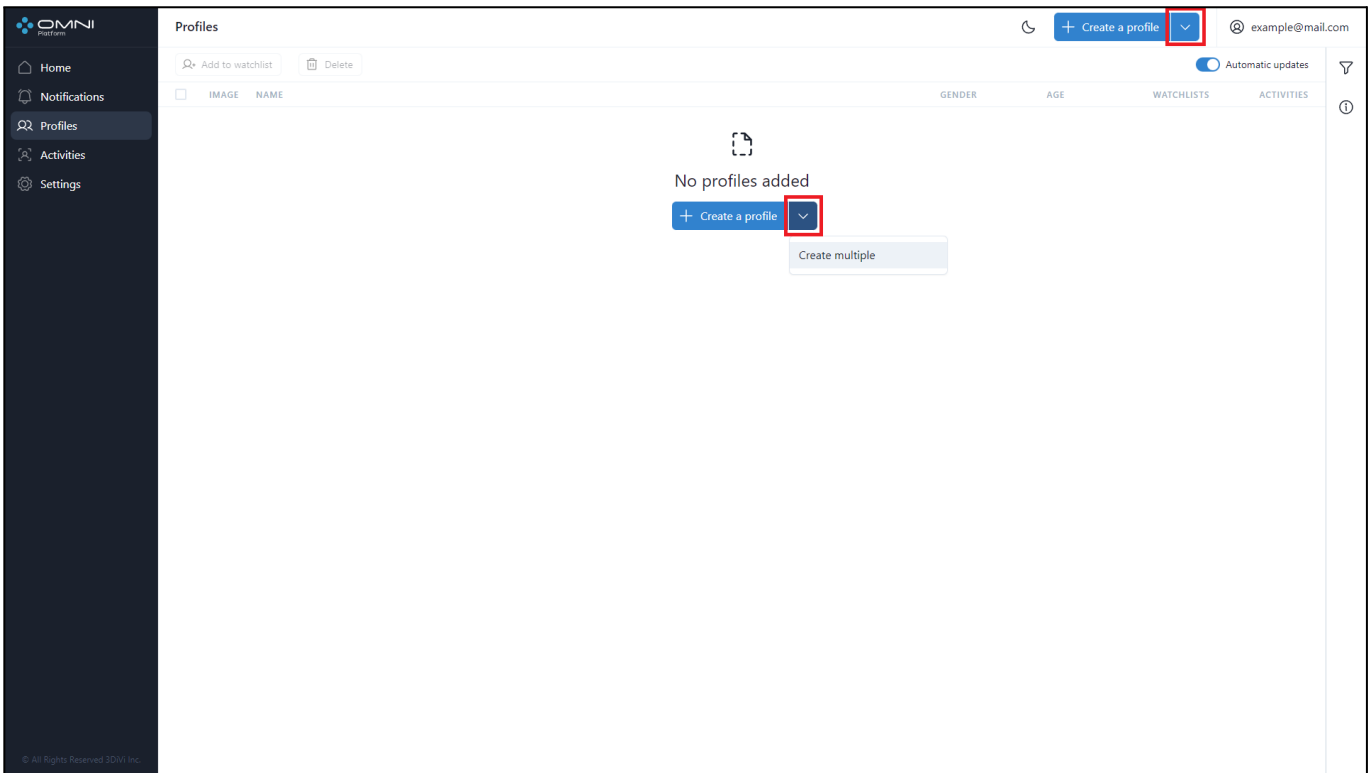 OMNI
Platform
Profiles
Create a profile
example@mail.com
Home
Notifications
Profiles
Activities
Settings
Add to watchlist
Delete
Automatic updates
IMAGE NAME GENDER AGE WATCHLISTS ACTIVITIES
No profiles added
Create a profile
Create multiple
© All Rights Reserved 3DiVi Inc.